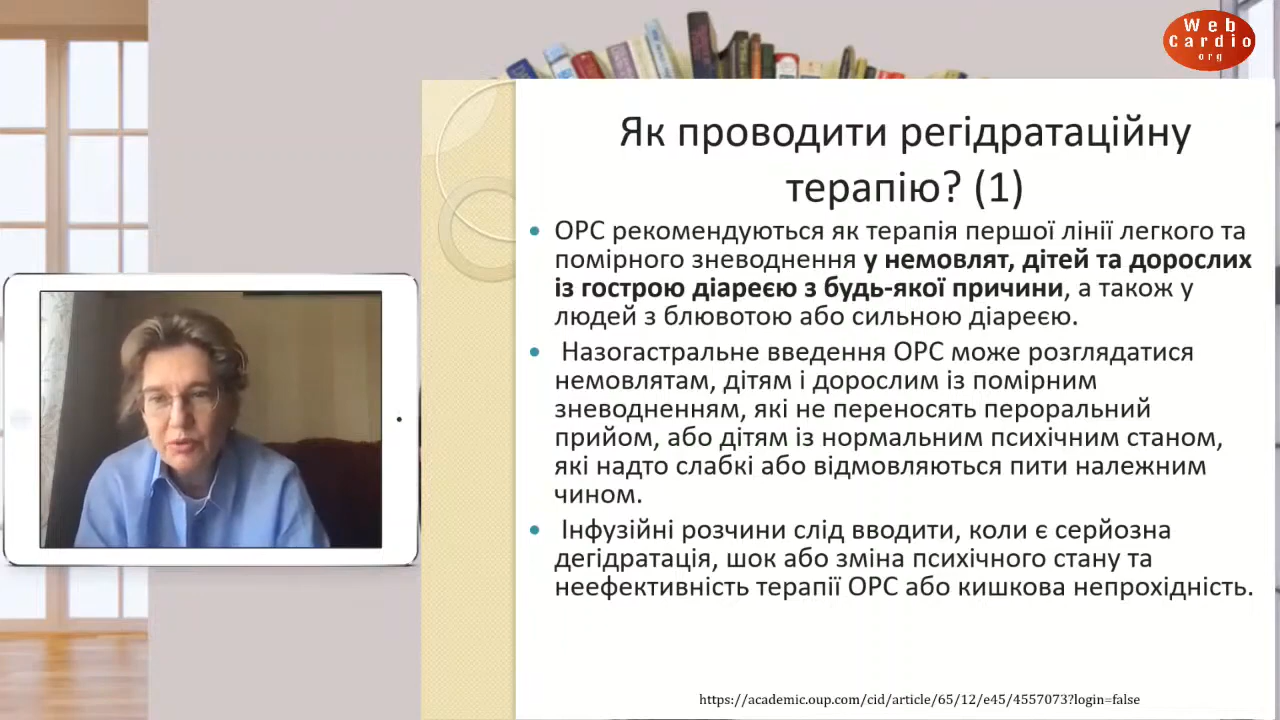 Web
Cardio
org
Як проводити регідратаційну
терапію? (1)
ОРС рекомендуються як терапія першої лінії легкого та
помірного зневоднення у немовлят, дітей та дорослих
із гострою діареєю з будь-якої причини, а також у
людей з блювотою або сильною діареєю.
Назогастральне введення ОРС може розглядатися
немовлятам, дітям і дорослим із помірним
зневодненням, які не переносять пероральний
прийом, або дітям із нормальним психічним станом,
які надто слабкі або відмовляються пити належним
чином.
Інфузійні розчини слід вводити, коли є серйозна
дегідратація, шок або зміна психічного стану та
неефективність терапії ОРС або кишкова непрохідність.
https://academic.oup.com/cid/article/65/12/e45/4557073?login=false